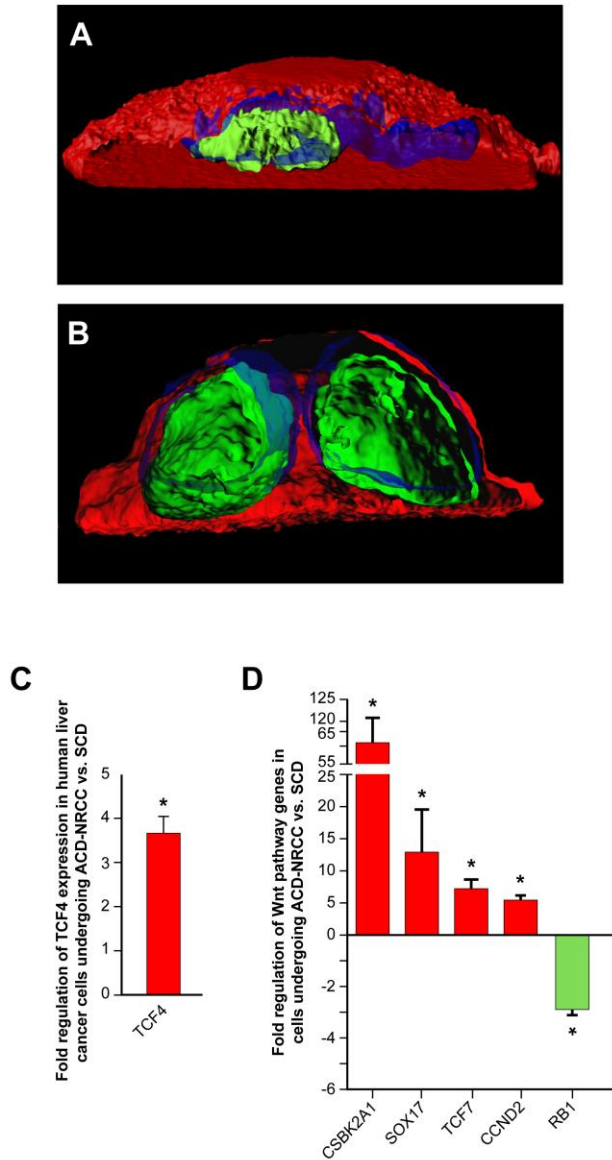 A
B
C
D
Fold regulation of TCF4 expression in human liver
cancer cells undergoing ACD-NRCC vs. SCD
5
4
3
2
1
0
*
TCF4
Fold regulation of Wnt pathway genes in
cells undergoing ACD-NRCC vs. SCD
125
120
65
55
25
20
15
10
5
0
-2
-4
-6
*
*
*
*
*
CSBK2A1
SOX17
TCF7
CCND2
RB1